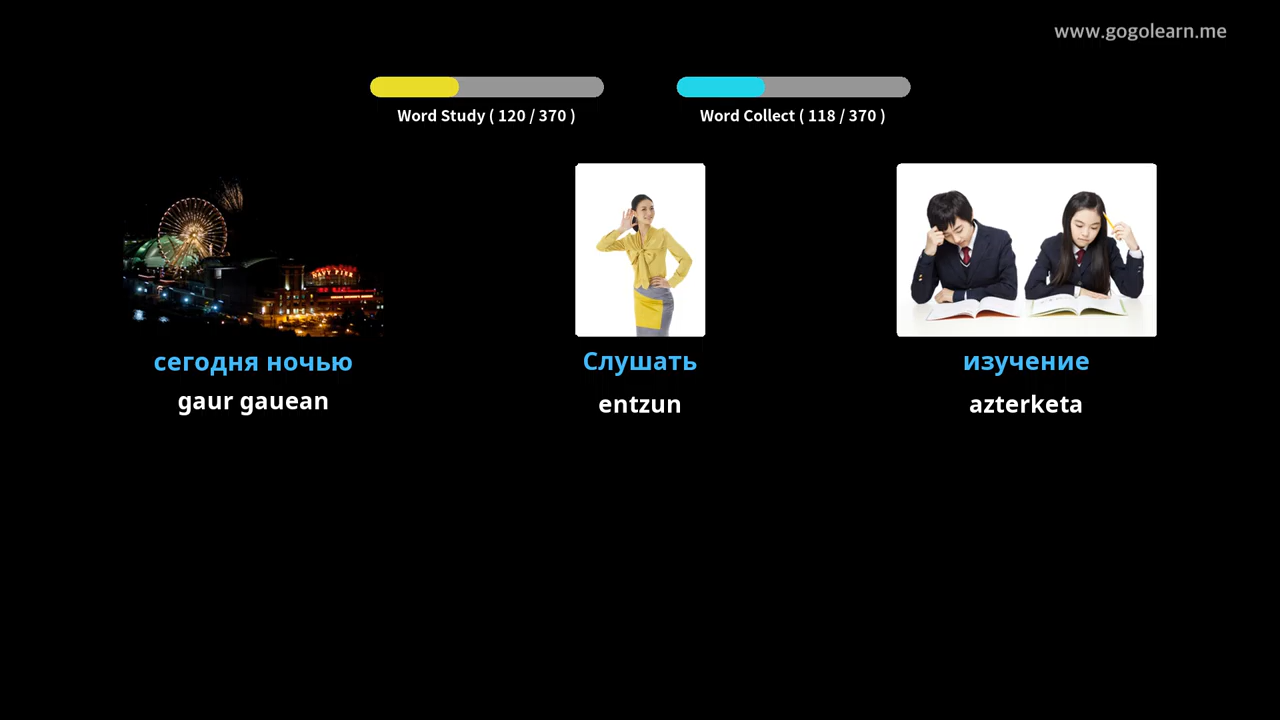 www.gogolearn.me
Word Study ( 120 / 370 )
Word Collect ( 118 / 370 )
сегодня ночью
gaur gauean
Слушать
entzun
изучение
azterketa